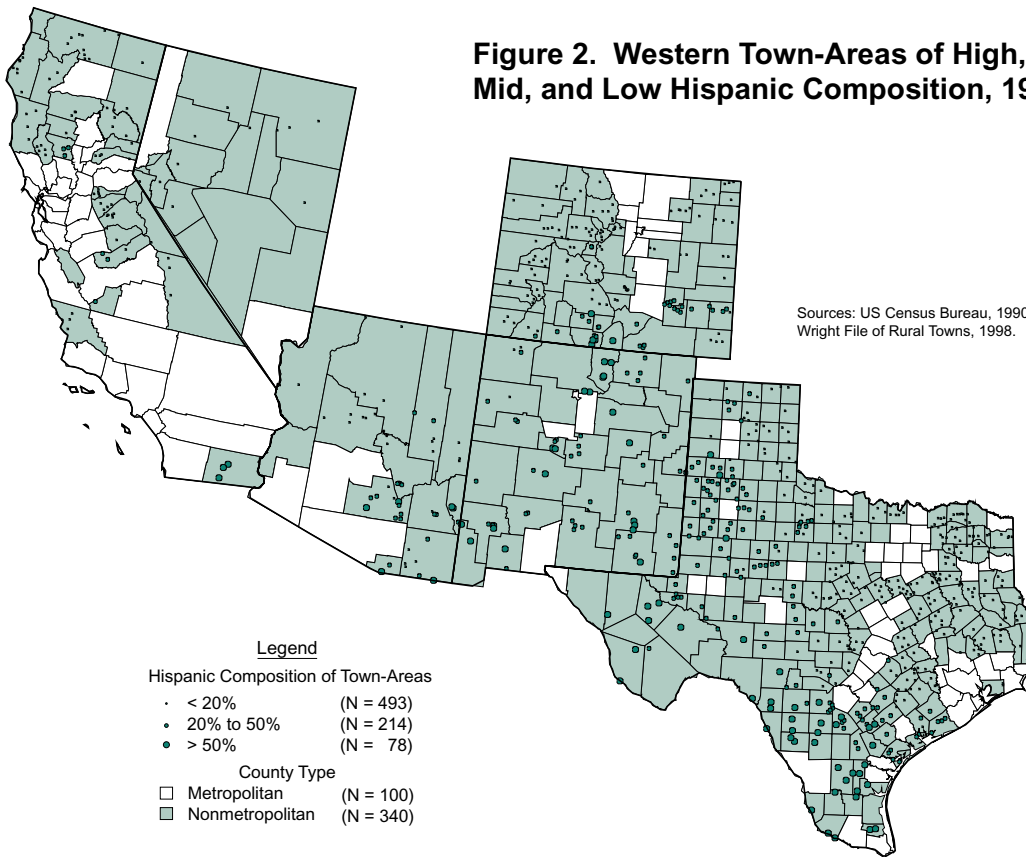 Figure 2. Western Town-Areas of High,
Mid, and Low Hispanic Composition, 19
Sources: US Census Bureau, 1990
Wright File of Rural Towns, 1998.
Legend
Hispanic Composition of Town-Areas
< 20% (N = 493)
20% to 50% (N = 214)
> 50% (N = 78)
County Type
Metropolitan (N = 100)
Nonmetropolitan (N = 340)